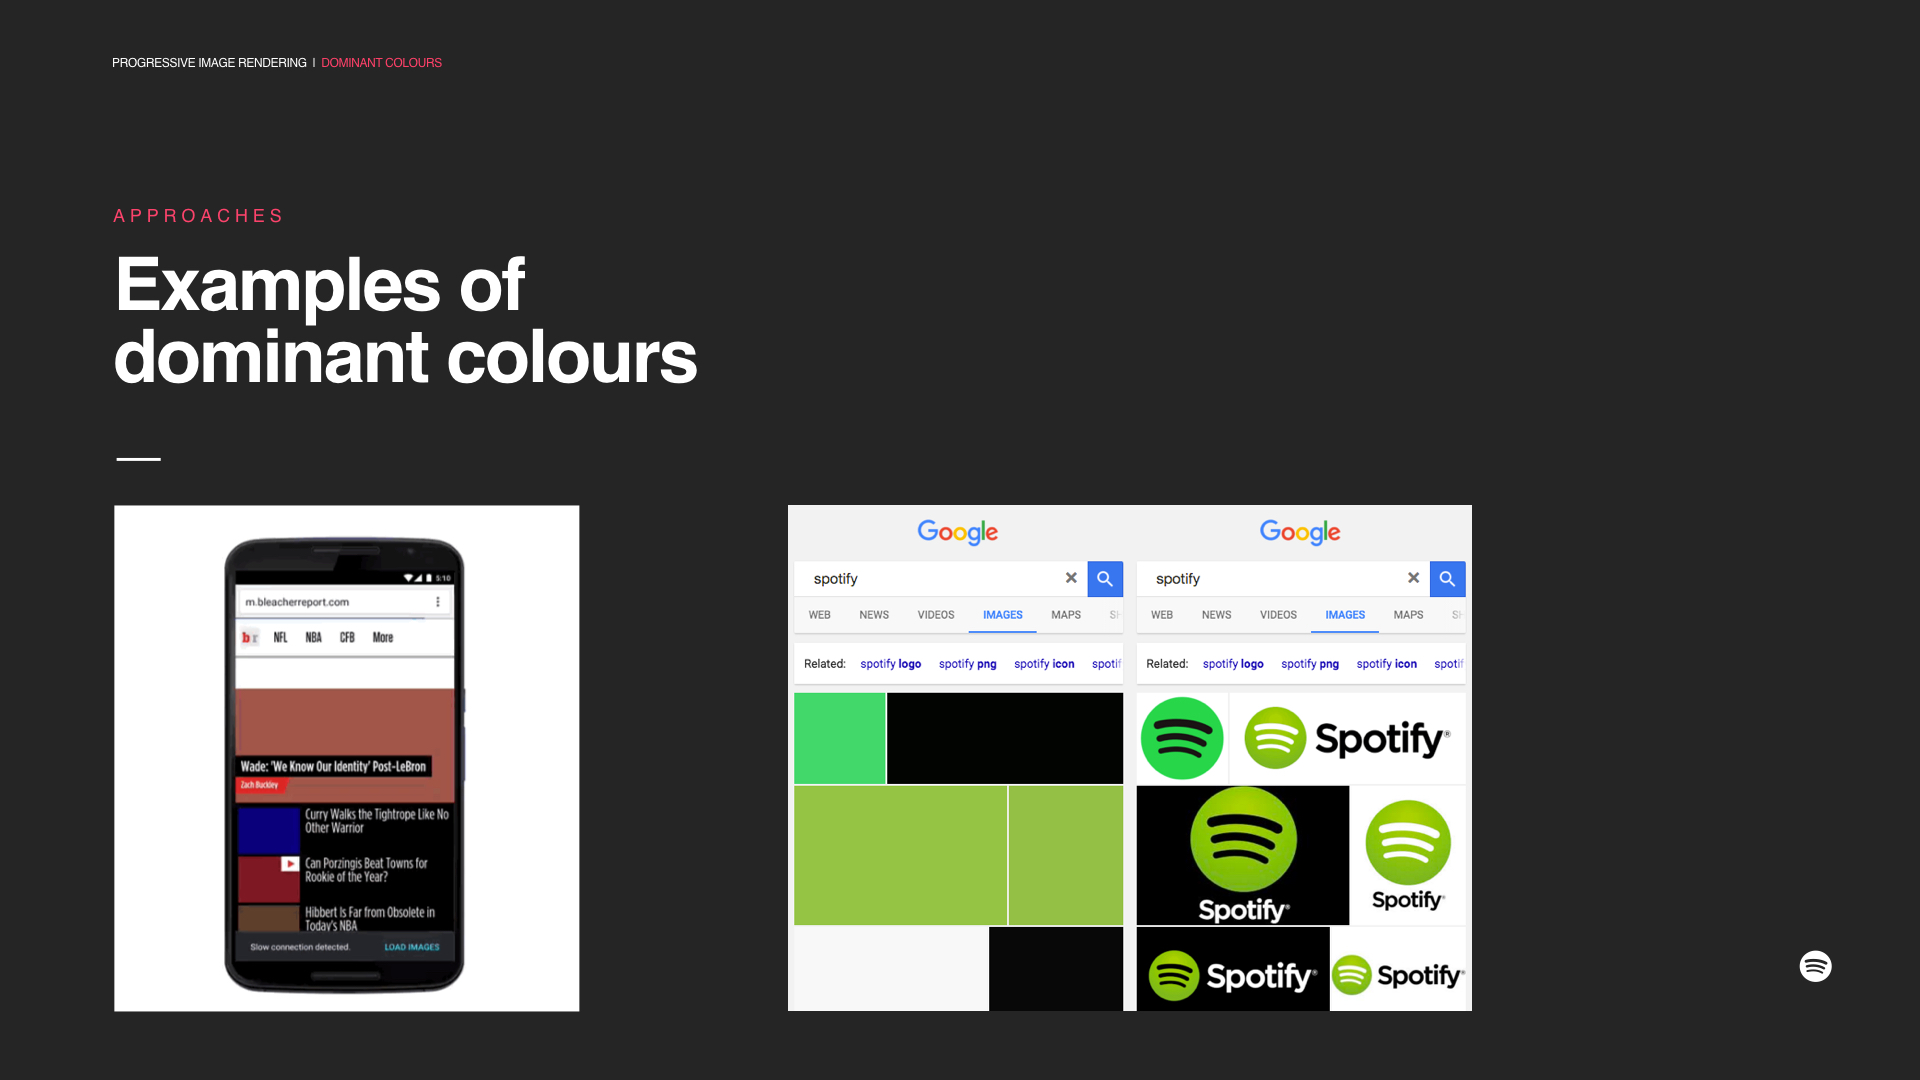 PROGRESSIVE IMAGE RENDERING | DOMINANT COLOURS
APPROACHES
Examples of
dominant colours
5:10
m.bleacherreport.com
br NFL NBA CFB More
Wade: 'We Know Our Identity' Post-LeBron
Zach Buckley
Curry Walks the Tightrope Like No
Other Warrior
Can Porzingis Beat Towns for
Rookie of the Year?
Hibbert Is Far from Obsolete in
Today's NBA
Slow connection detected. LOAD IMAGES
Google
spotify
WEB NEWS VIDEOS IMAGES MAPS SH
Related: spotify logo spotify png spotify icon spotif
Google
spotify
WEB NEWS VIDEOS IMAGES MAPS SH
Related: spotify logo spotify png spotify icon spotif
Spotify®
Spotify®
Spotify®
Spotify®
Spotify®